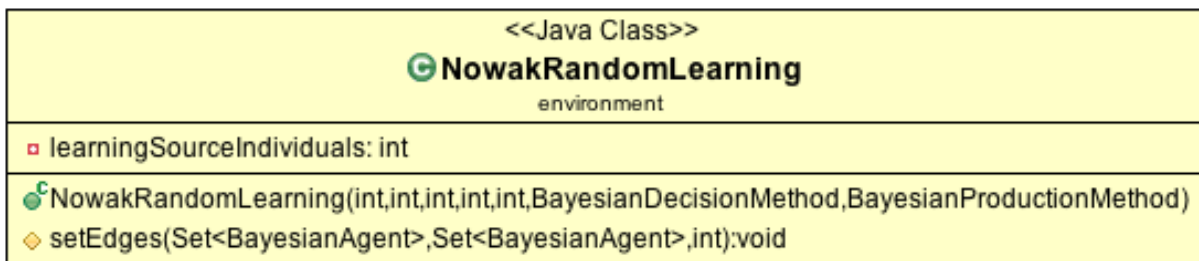 <<Java Class>>
NowakRandomLearning
environment
learningSourceIndividuals: int
NowakRandomLearning(int,int,int,int,int,BayesianDecisionMethod,BayesianProductionMethod)
setEdges(Set<BayesianAgent>,Set<BayesianAgent>,int):void